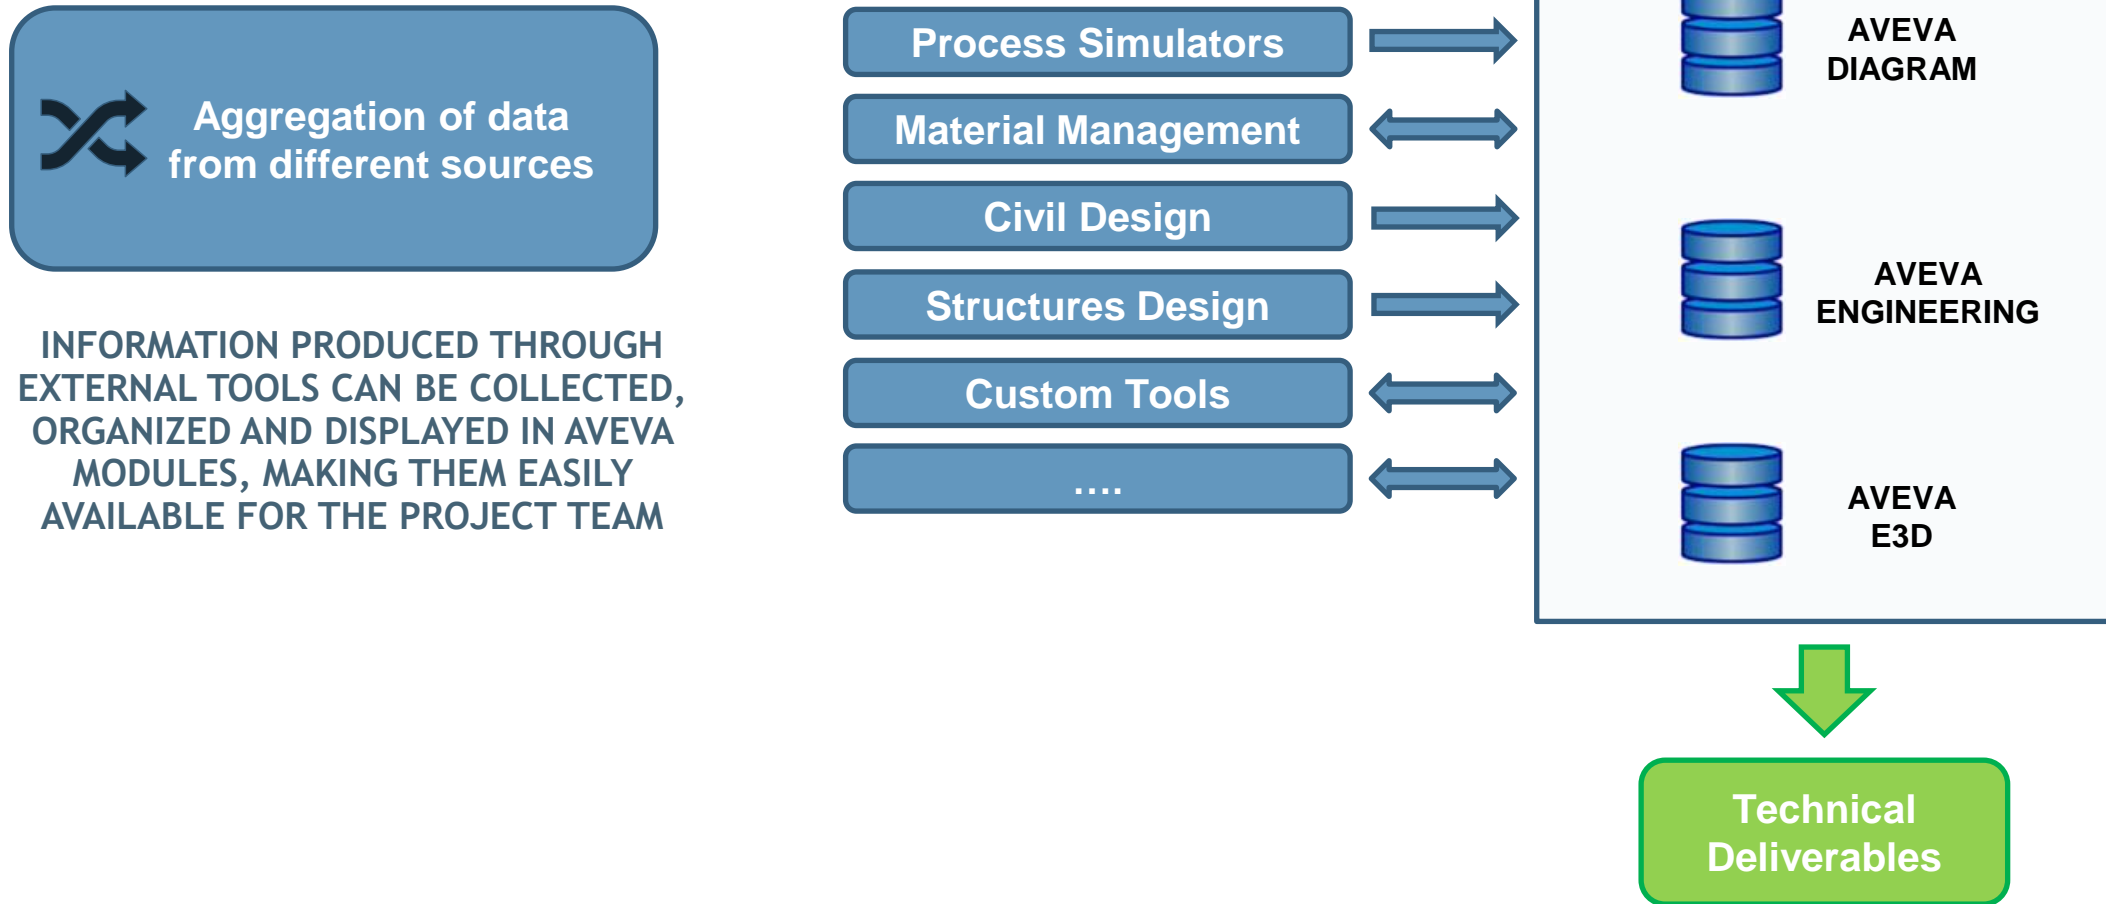 Aggregation of data
from different sources
INFORMATION PRODUCED THROUGH
EXTERNAL TOOLS CAN BE COLLECTED,
ORGANIZED AND DISPLAYED IN AVEVA
MODULES, MAKING THEM EASILY
AVAILABLE FOR THE PROJECT TEAM
Process Simulators
Material Management
Civil Design
Structures Design
Custom Tools
....
AVEVA
DIAGRAM
AVEVA
ENGINEERING
AVEVA
E3D
Technical
Deliverables